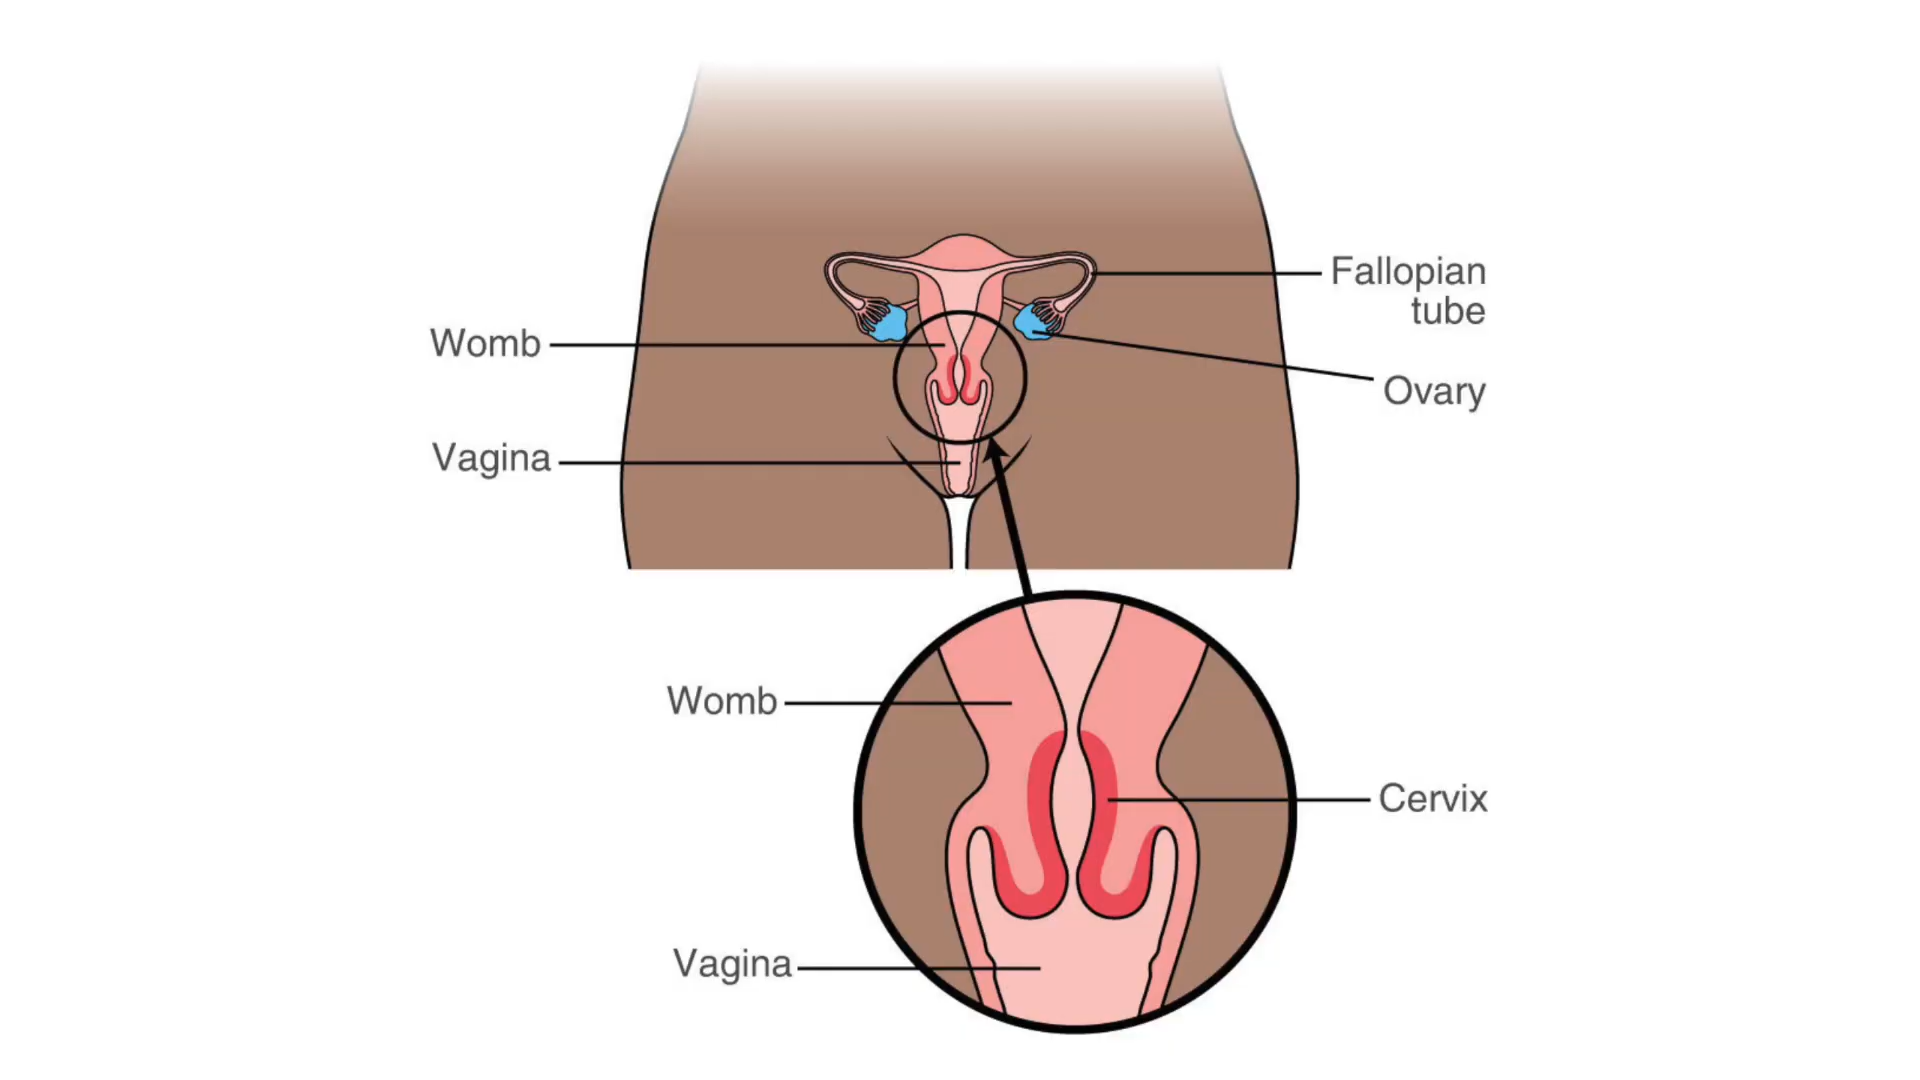 Fallopian
tube
Womb
Ovary
Vagina
Womb
Cervix
Vagina